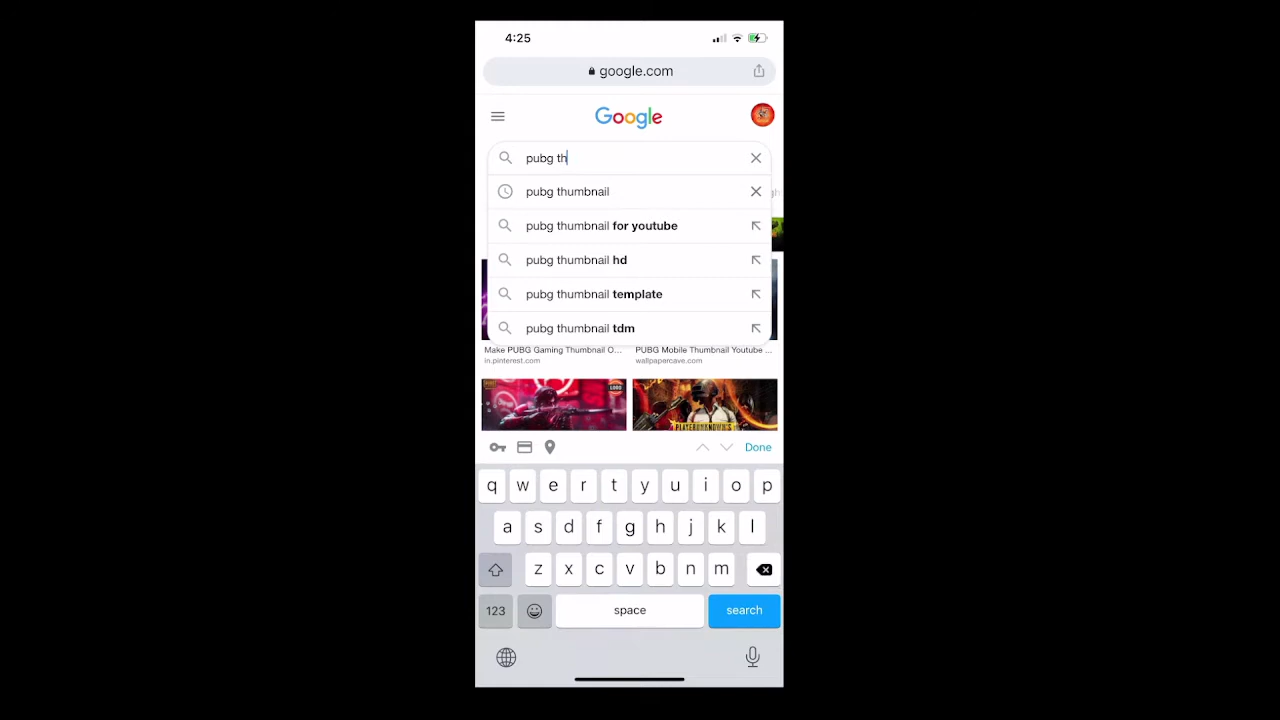 4:25
google.com
Google
pubg th
pubg thumbnail
pubg thumbnail for youtube
pubg thumbnail hd
pubg thumbnail template
pubg thumbnail tdm
Make PUBG Gaming Thumbnail O...
in.pinterest.com
PUBG Mobile Thumbnail Youtube ...
wallpapercave.com
PLAYERUNKNOWN'S
Done
q w e r t y u i o p
a s d f g h j k l
z x c v b n m
123 space search